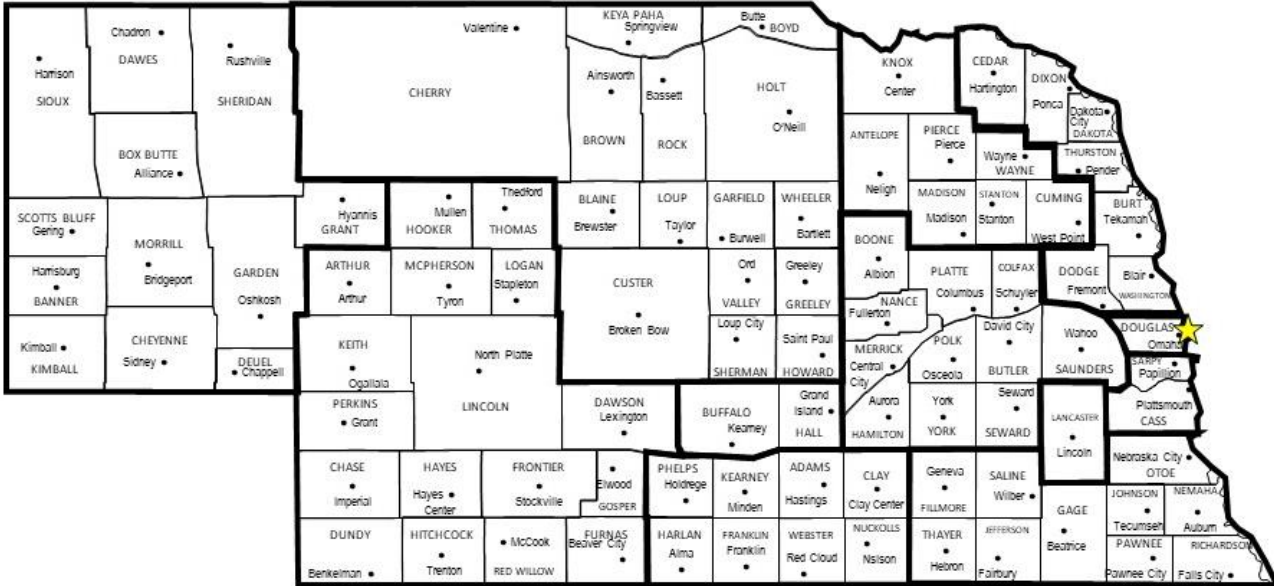 Chadron
DAWES
Harrison
SIOUX
Rushville
SHERIDAN
BOX BUTTE
Alliance
SCOTTS BLUFF
Gering
MORRILL
Bridgeport
GARDEN
Oshkosh
Harrisburg
BANNER
Kimball
KIMBALL
CHEYENNE
Sidney
DEUEL
Chappell
Valentine
CHERRY
KEYA PAHA
Springview
Butte
BOYD
Ainsworth
BROWN
Bassett
ROCK
HOLT
O'Neill
Hyannis
GRANT
Mullen
HOOKER
Thedford
THOMAS
BLAINE
Brewster
LOUP
Taylor
GARFIELD
Burwell
WHEELER
Bartlett
ARTHUR
Arthur
MCPHERSON
Tyron
LOGAN
Stapleton
CUSTER
Broken Bow
Ord
VALLEY
Greeley
GREELEY
Loup City
SHERMAN
Saint Paul
HOWARD
KEITH
Ogallala
North Platte
LINCOLN
PERKINS
Grant
DAWSON
Lexington
BUFFALO
Kearney
Grand
Island
HALL
CHASE
Imperial
HAYES
Hayes
Center
FRONTIER
Stockville
Elwood
GOSPER
DUNDY
Benkelman
HITCHCOCK
Trenton
McCook
RED WILLOW
FURNAS
Beaver City
PHELPS
Holdrege
KEARNEY
Minden
ADAMS
Hastings
CLAY
Clay Center
HARLAN
Alma
FRANKLIN
Franklin
WEBSTER
Red Cloud
NUCKOLLS
Nslson
KNOX
Center
CEDAR
Hartington
DIXON
Ponca
Dakota
City
DAKOTA
ANTELOPE
Neligh
PIERCE
Pierce
Wayne
WAYNE
THURSTON
Pender
MADISON
Madison
STANTON
Stanton
CUMING
West Point
BURT
Tekamah
BOONE
Albion
PLATTE
Columbus
COLFAX
Schuyler
DODGE
Fremont
Blair
WASHINGTON
NANCE
Fullerton
MERRICK
Central
City
POLK
Osceola
David City
BUTLER
Wahoo
SAUNDERS
DOUGLAS
Omaha
SARPY
Papillion
Plattsmouth
CASS
Aurora
HAMILTON
York
YORK
Seward
SEWARD
LANCASTER
Lincoln
Nebraska City
OTOE
Geneva
FILLMORE
SALINE
Wilber
GAGE
Beatrice
JOHNSON
Tecumseh
NEMAHA
Auburn
THAYER
Hebron
JEFFERSON
Fairbury
PAWNEE
Pawnee City
RICHARDSON
Falls City